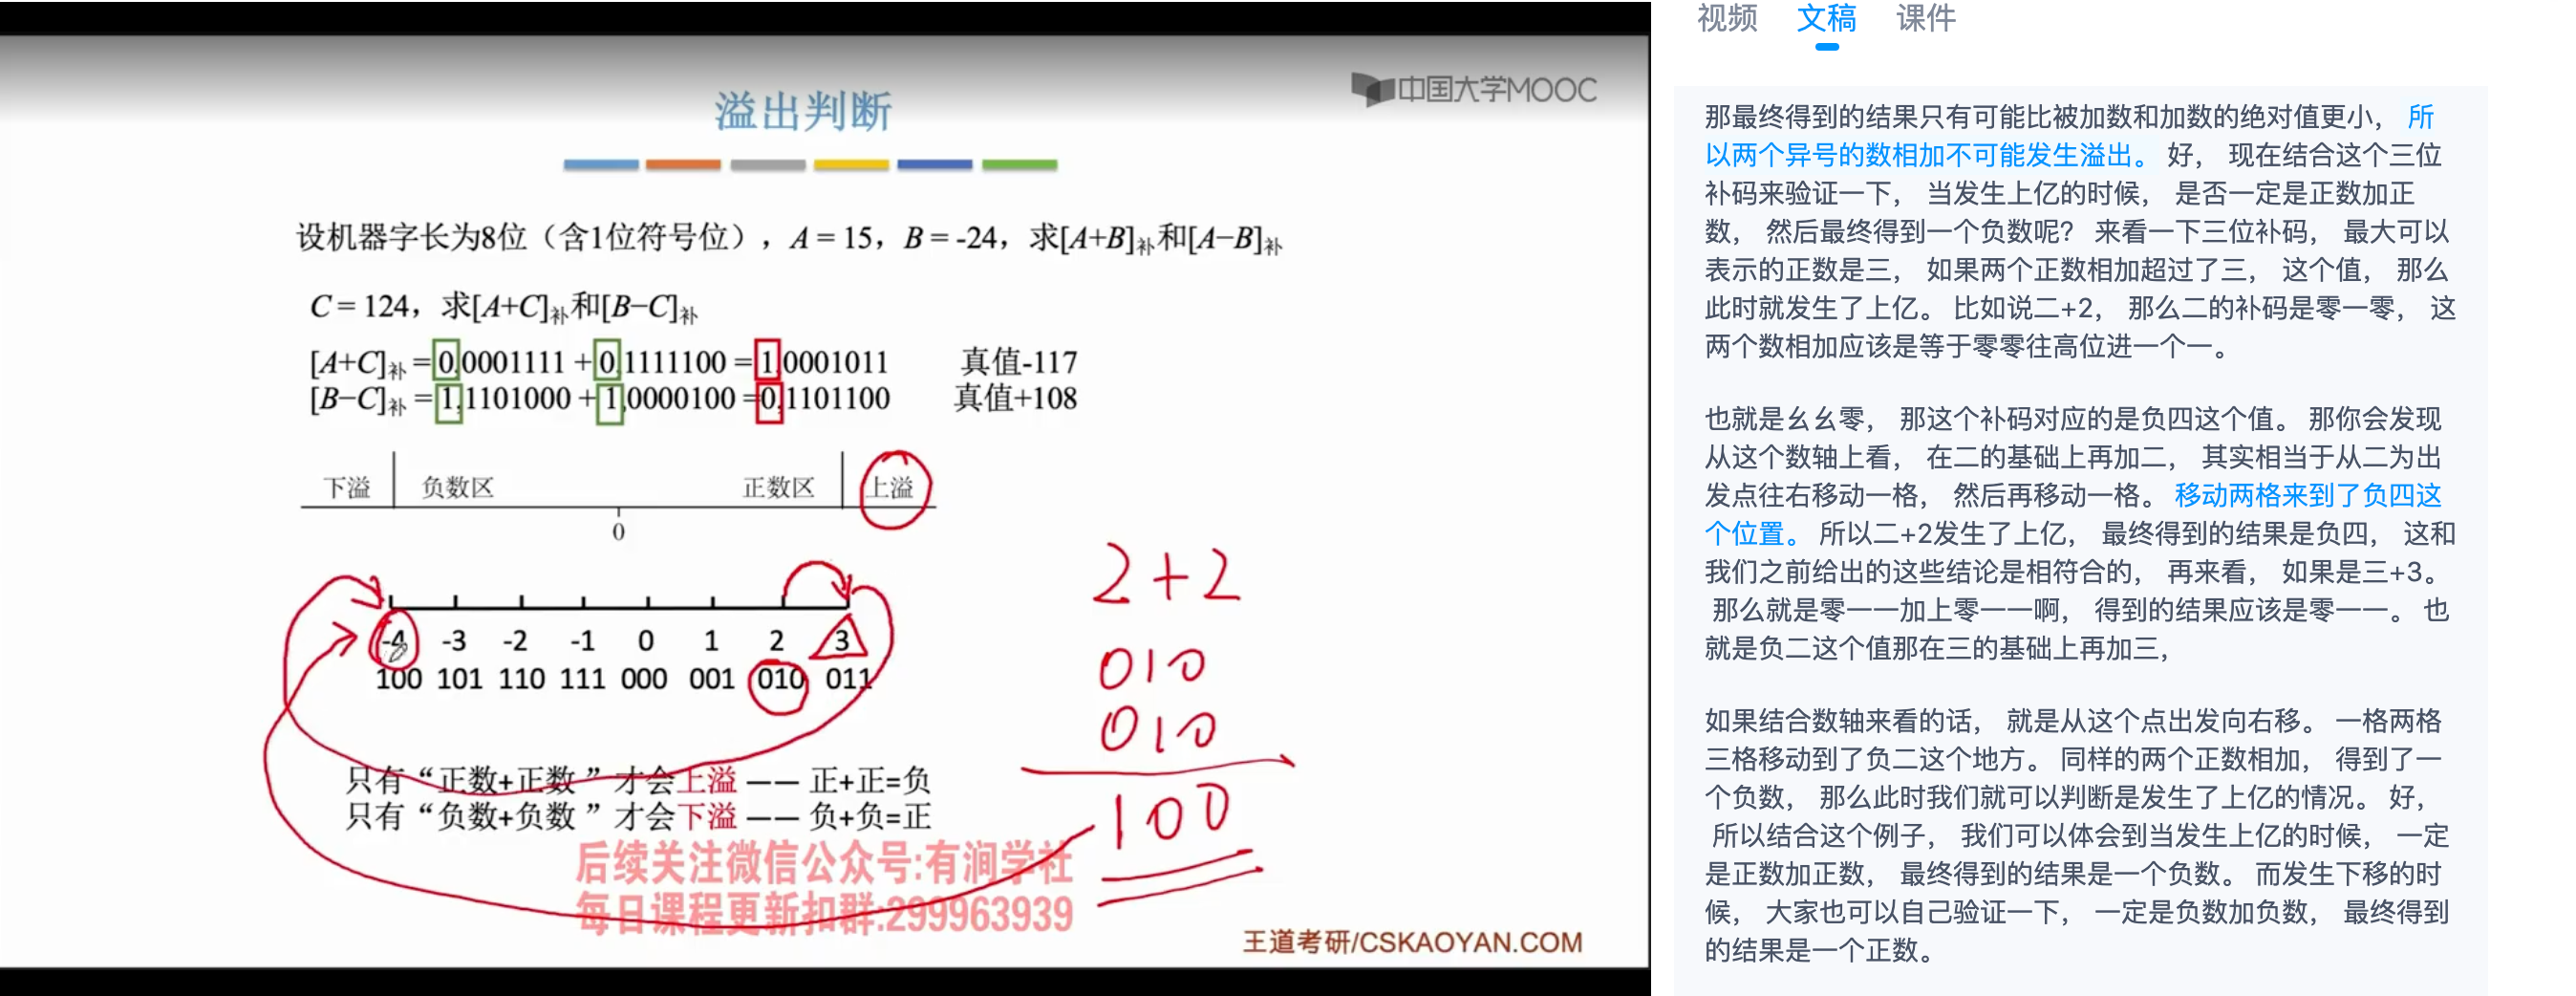 中国大学MOOC
溢出判断
设机器字长为8位（含1位符号位），A = 15，B = -24，求[A+B]补和[A−B]补
C = 124，求[A+C]补和[B−C]补
[A+C]补 = 0,0001111 + 0,1111100 = 1,0001011 真值-117
[B−C]补 = 1,1101000 + 1,0000100 = 0,1101100 真值+108
下溢 负数区 正数区 上溢
0
-4 -3 -2 -1 0 1 2 3
100 101 110 111 000 001 010 011
只有“正数+正数”才会上溢 —— 正+正=负
只有“负数+负数”才会下溢 —— 负+负=正
2+2
010
010
100
后续关注微信公众号:有涧学社
每日课程更新扣群:299963939
王道考研/CSKAOYAN.COM
视频 文稿 课件
那最终得到的结果只有可能比被加数和加数的绝对值更小， 所
以两个异号的数相加不可能发生溢出。 好， 现在结合这个三位
补码来验证一下， 当发生上亿的时候， 是否一定是正数加正
数， 然后最终得到一个负数呢？ 来看一下三位补码， 最大可以
表示的正数是三， 如果两个正数相加超过了三， 这个值， 那么
此时就发生了上亿。 比如说二+2， 那么二的补码是零一零， 这
两个数相加应该是等于零零往高位进一个一。
也就是幺幺零， 那这个补码对应的是负四这个值。 那你会发现
从这个数轴上看， 在二的基础上再加二， 其实相当于从二为出
发点往右移动一格， 然后再移动一格。 移动两格来到了负四这
个位置。 所以二+2发生了上亿， 最终得到的结果是负四， 这和
我们之前给出的这些结论是相符合的， 再来看， 如果是三+3。
那么就是零一一加上零一一啊， 得到的结果应该是零一一。 也
就是负二这个值那在三的基础上再加三，
如果结合数轴来看的话， 就是从这个点出发向右移。 一格两格
三格移动到了负二这个地方。 同样的两个正数相加， 得到了一
个负数， 那么此时我们就可以判断是发生了上亿的情况。 好，
所以结合这个例子， 我们可以体会到当发生上亿的时候， 一定
是正数加正数， 最终得到的结果是一个负数。 而发生下移的时
候， 大家也可以自己验证一下， 一定是负数加负数， 最终得到
的结果是一个正数。